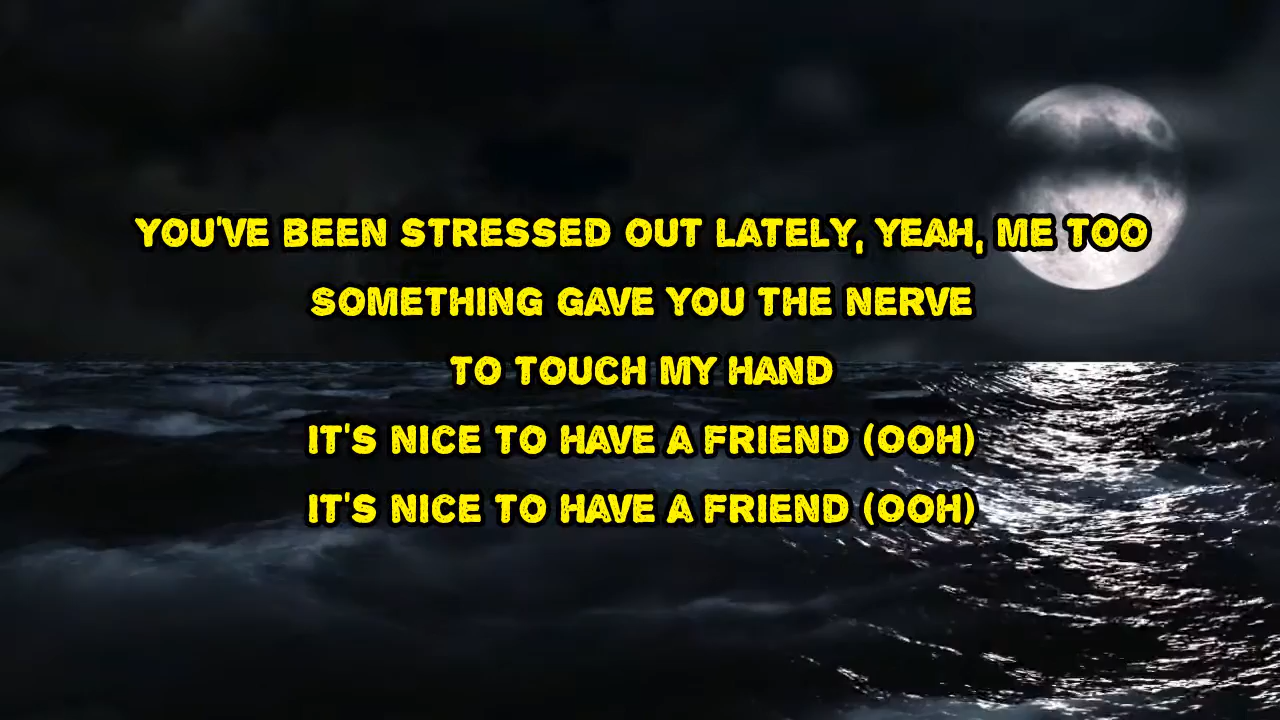 YOU'VE BEEN STRESSED OUT LATELY, YEAH, ME TOO
SOMETHING GAVE YOU THE NERVE
TO TOUCH MY HAND
IT'S NICE TO HAVE A FRIEND (OOH)
IT'S NICE TO HAVE A FRIEND (OOH)